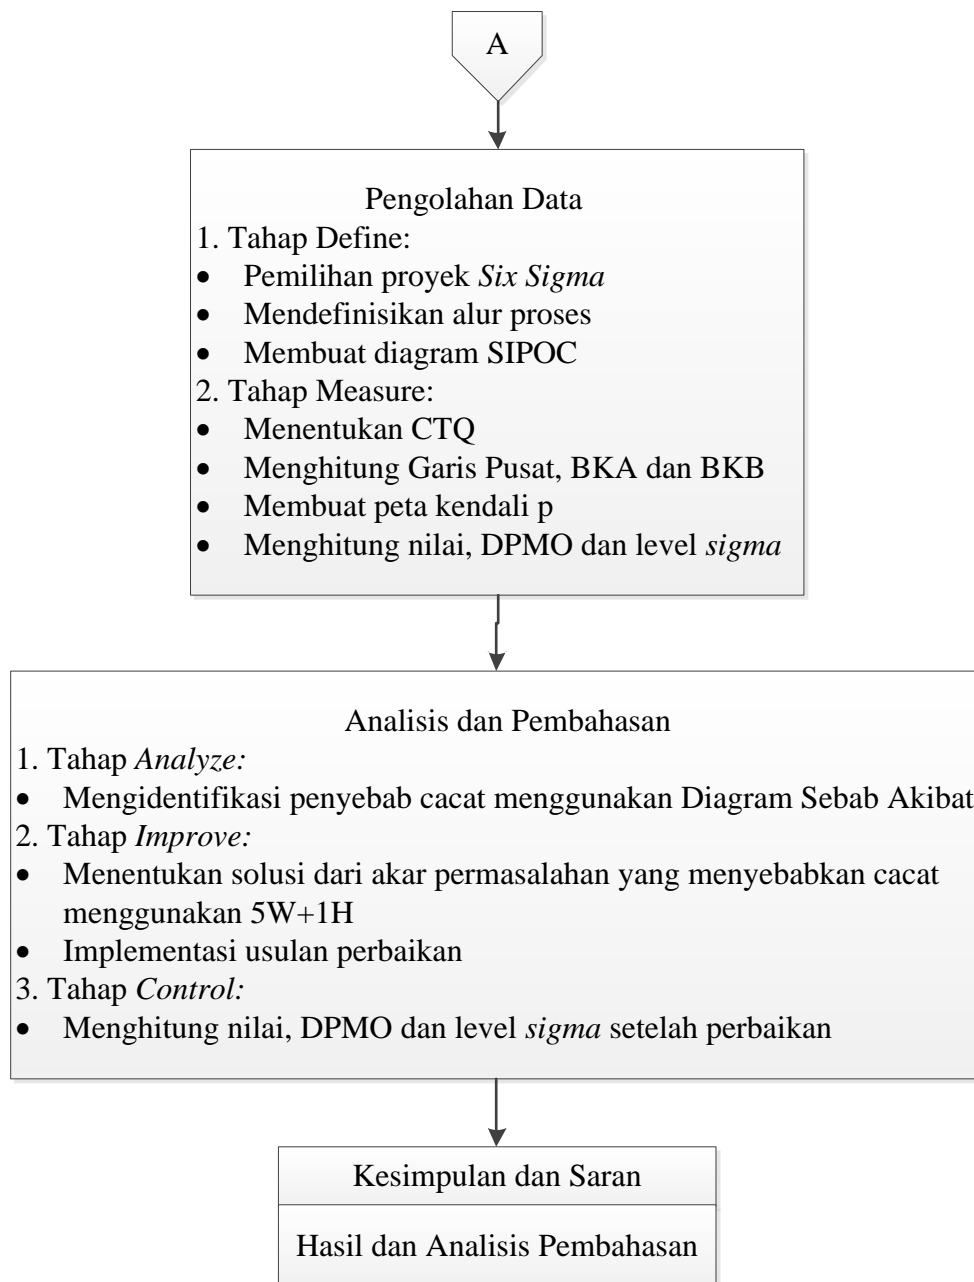 A
Pengolahan Data
1. Tahap Define:
• Pemilihan proyek Six Sigma
• Mendefinisikan alur proses
• Membuat diagram SIPOC
2. Tahap Measure:
• Menentukan CTQ
• Menghitung Garis Pusat, BKA dan BKB
• Membuat peta kendali p
• Menghitung nilai, DPMO dan level sigma
Analisis dan Pembahasan
1. Tahap Analyze:
• Mengidentifikasi penyebab cacat menggunakan Diagram Sebab Akibat
2. Tahap Improve:
• Menentukan solusi dari akar permasalahan yang menyebabkan cacat
menggunakan 5W+1H
• Implementasi usulan perbaikan
3. Tahap Control:
• Menghitung nilai, DPMO dan level sigma setelah perbaikan
Kesimpulan dan Saran
Hasil dan Analisis Pembahasan